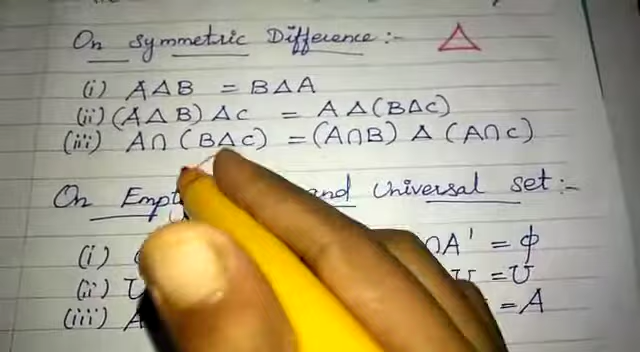 On Symmetric Difference :- △
(i) A△B = B△A
(ii) (A△B)△C = A△(B△C)
(iii) A∩(B△C) = (A∩B)△(A∩C)
On and Universal set :-
(i) ∩A' = ϕ
(ii) U = U
(iii) A = A